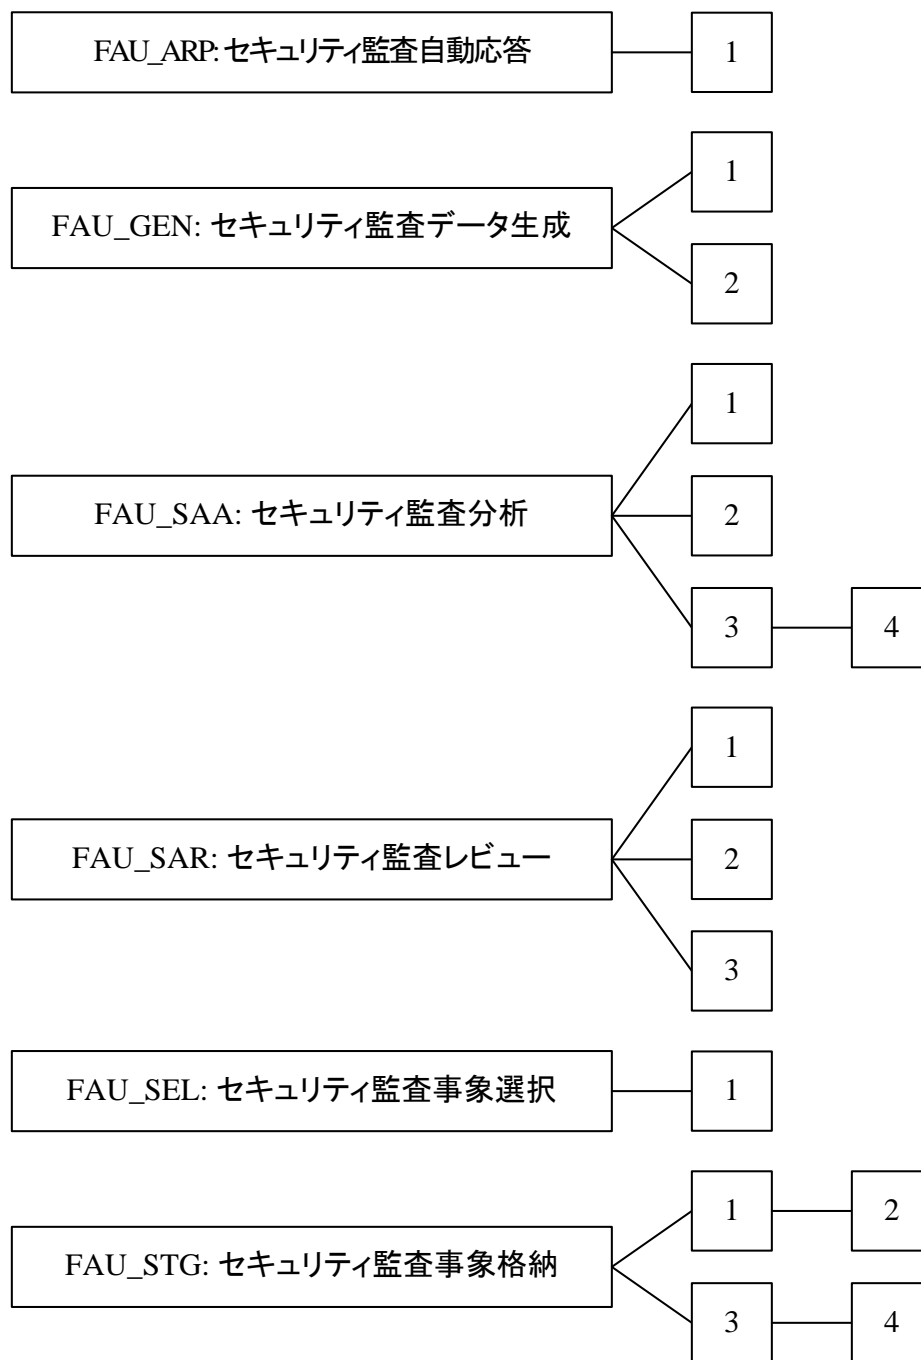 FAU_ARP: セキュリティ監査自動応答
1
FAU_GEN: セキュリティ監査データ生成
1
2
FAU_SAA: セキュリティ監査分析
1
2
3
4
FAU_SAR: セキュリティ監査レビュー
1
2
3
FAU_SEL: セキュリティ監査事象選択
1
FAU_STG: セキュリティ監査事象格納
1
2
3
4